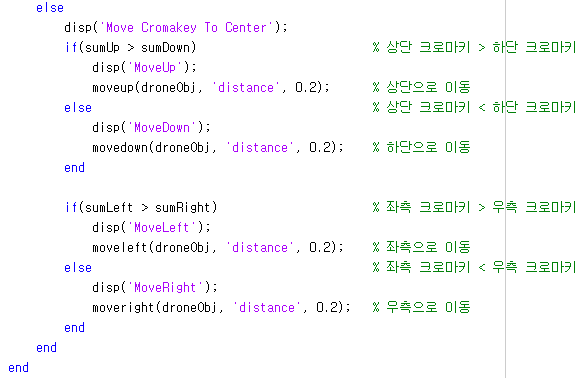 else
disp('Move Cromakey To Center');
if(sumUp > sumDown) % 상단 크로마키 > 하단 크로마키
disp('MoveUp');
moveup(droneObj, 'distance', 0.2); % 상단으로 이동
else % 상단 크로마키 < 하단 크로마키
disp('MoveDown');
movedown(droneObj, 'distance', 0.2); % 하단으로 이동
end
if(sumLeft > sumRight) % 좌측 크로마키 > 우측 크로마키
disp('MoveLeft');
moveleft(droneObj, 'distance', 0.2); % 좌측으로 이동
else % 좌측 크로마키 < 우측 크로마키
disp('MoveRight');
moveright(droneObj, 'distance', 0.2); % 우측으로 이동
end
end
end